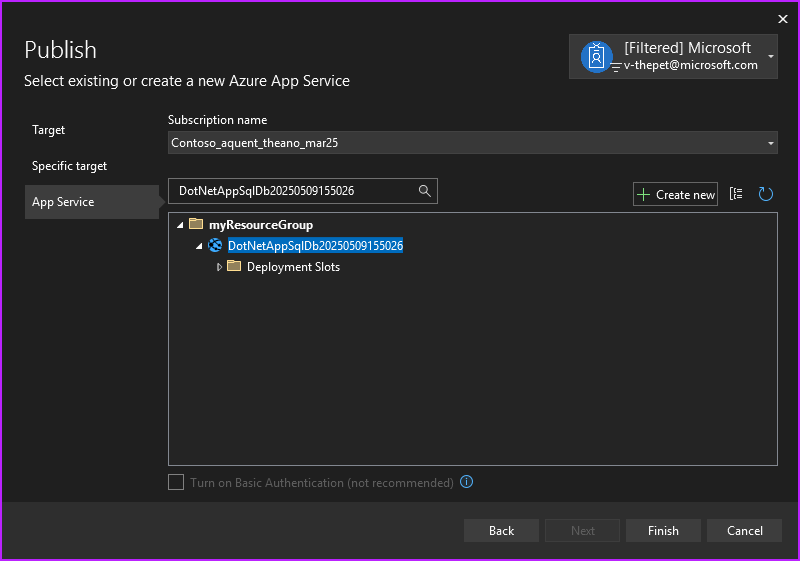 Publish
Select existing or create a new Azure App Service
[Filtered] Microsoft
v-thepet@microsoft.com
Target
Specific target
App Service
Subscription name
Contoso_aquent_theano_mar25
DotNetAppSqlDb20250509155026
Create new
myResourceGroup
DotNetAppSqlDb20250509155026
Deployment Slots
Turn on Basic Authentication (not recommended)
Back
Next
Finish
Cancel